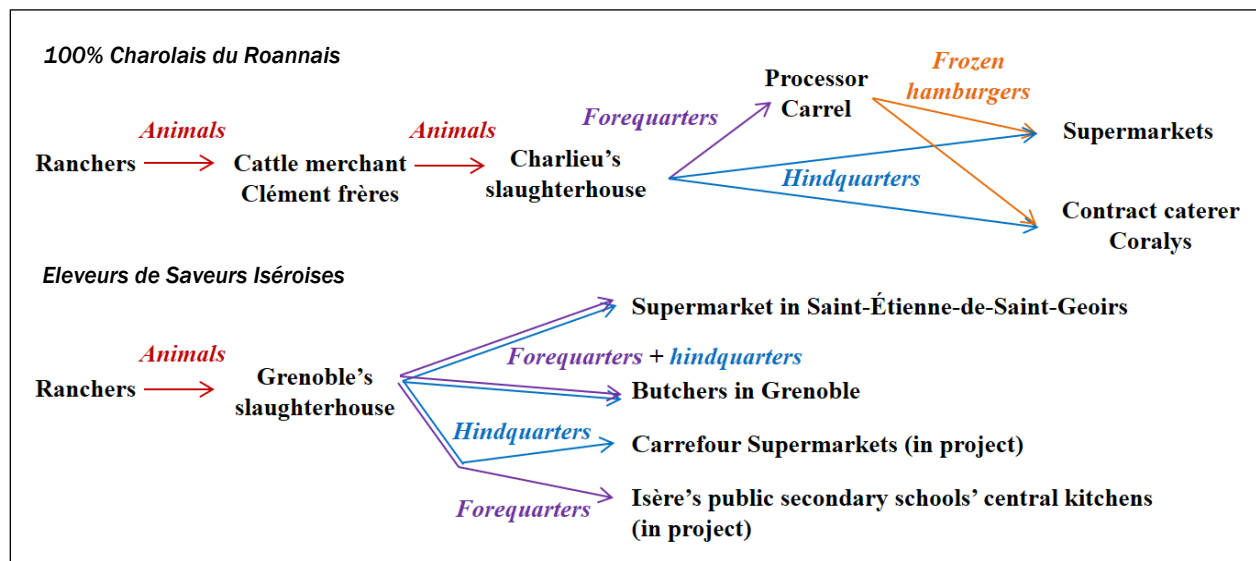 100% Charolais du Roannais
Ranchers
Animals
Cattle merchant
Clément frères
Animals
Charlieu's
slaughterhouse
Forequarters
Processor
Carrel
Frozen
hamburgers
Hindquarters
Supermarkets
Contract caterer
Coralys
Eleveurs de Saveurs Iséroises
Ranchers
Animals
Grenoble's
slaughterhouse
Supermarket in Saint-Étienne-de-Saint-Geoirs
Forequarters + hindquarters
Butchers in Grenoble
Hindquarters
Carrefour Supermarkets (in project)
Forequarters
Isère's public secondary schools' central kitchens
(in project)